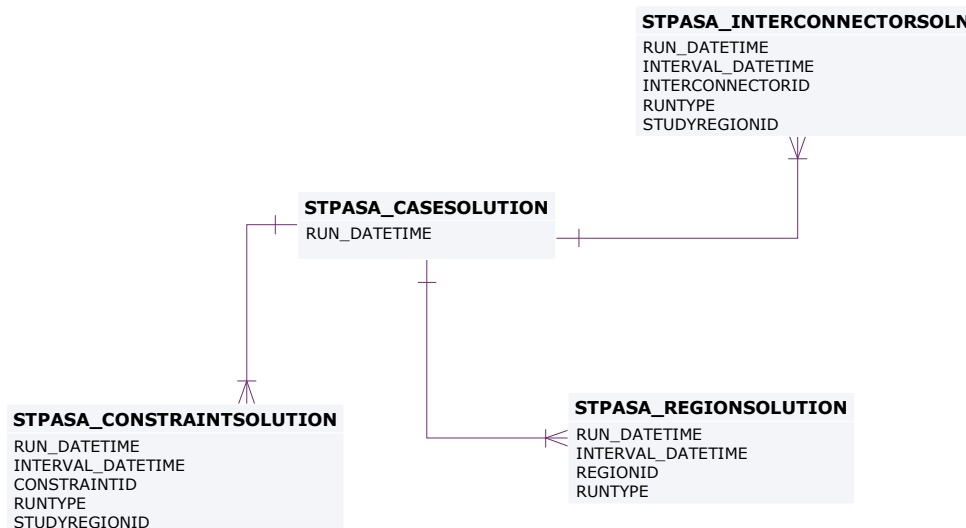 STPASA_INTERCONNECTORSOLN
RUN_DATETIME
INTERVAL_DATETIME
INTERCONNECTORID
RUNTYPE
STUDYREGIONID
STPASA_CASESOLUTION
RUN_DATETIME
STPASA_CONSTRAINTSOLUTION
RUN_DATETIME
INTERVAL_DATETIME
CONSTRAINTID
RUNTYPE
STUDYREGIONID
STPASA_REGIONSOLUTION
RUN_DATETIME
INTERVAL_DATETIME
REGIONID
RUNTYPE